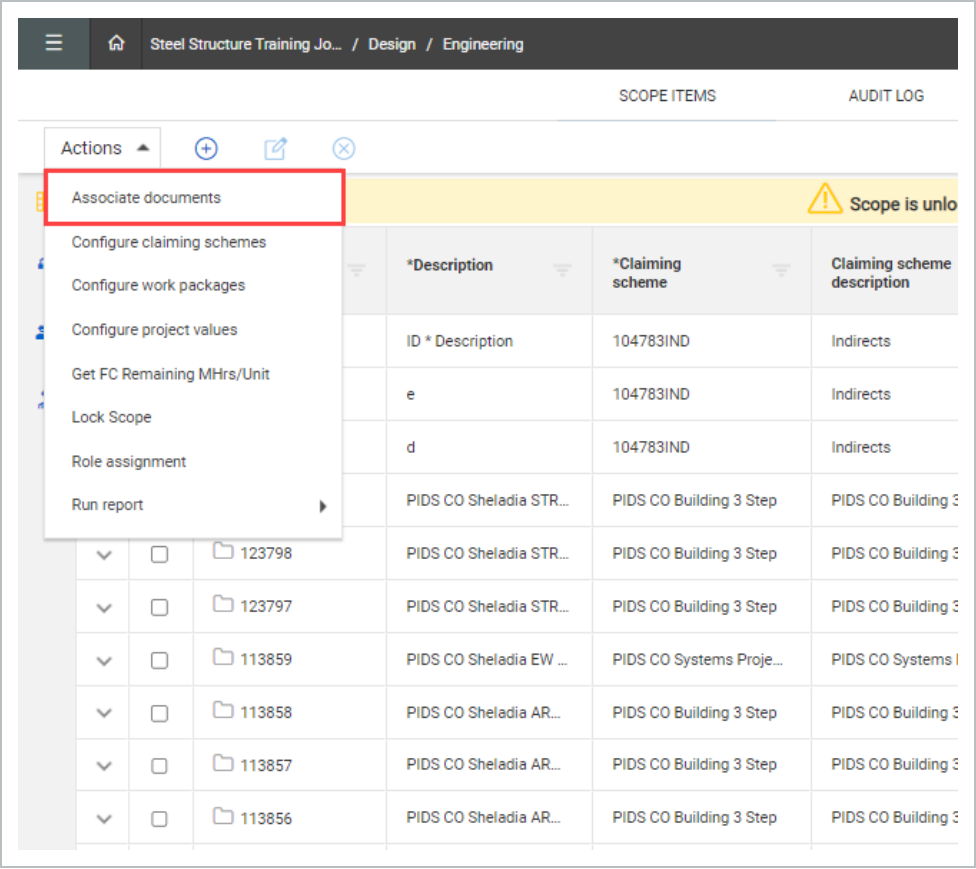 Steel Structure Training Jo... / Design / Engineering
SCOPE ITEMS AUDIT LOG
Actions
Associate documents
Scope is unlo
Configure claiming schemes
Configure work packages
Configure project values
Get FC Remaining MHrs/Unit
Lock Scope
Role assignment
Run report
*Description *Claiming scheme Claiming scheme description
ID * Description 104783IND Indirects
e 104783IND Indirects
d 104783IND Indirects
PIDS CO Sheladia STR... PIDS CO Building 3 Step PIDS CO Building 3
123798 PIDS CO Sheladia STR... PIDS CO Building 3 Step PIDS CO Building 3
123797 PIDS CO Sheladia STR... PIDS CO Building 3 Step PIDS CO Building 3
113859 PIDS CO Sheladia EW ... PIDS CO Systems Proje... PIDS CO Systems
113858 PIDS CO Sheladia AR... PIDS CO Building 3 Step PIDS CO Building 3
113857 PIDS CO Sheladia AR... PIDS CO Building 3 Step PIDS CO Building 3
113856 PIDS CO Sheladia AR... PIDS CO Building 3 Step PIDS CO Building 3